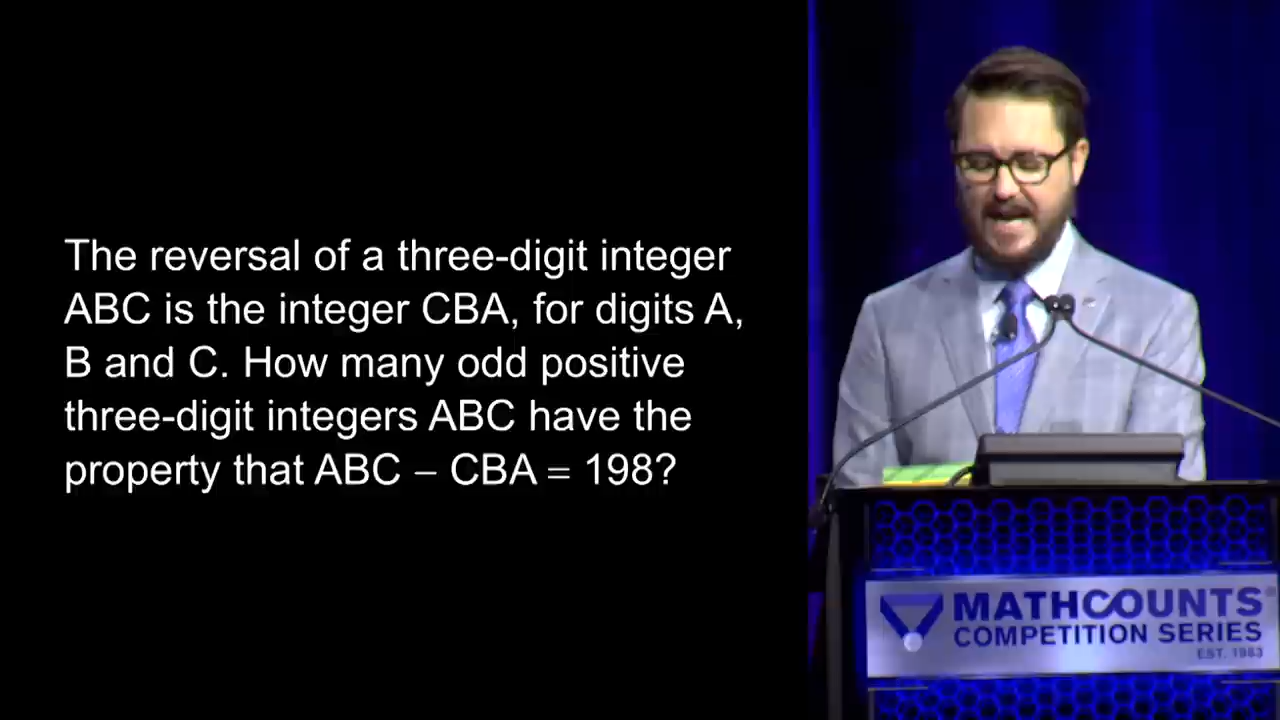 The reversal of a three-digit integer
ABC is the integer CBA, for digits A,
B and C. How many odd positive
three-digit integers ABC have the
property that ABC – CBA = 198?
MATHCOUNTS®
COMPETITION SERIES
EST. 1983